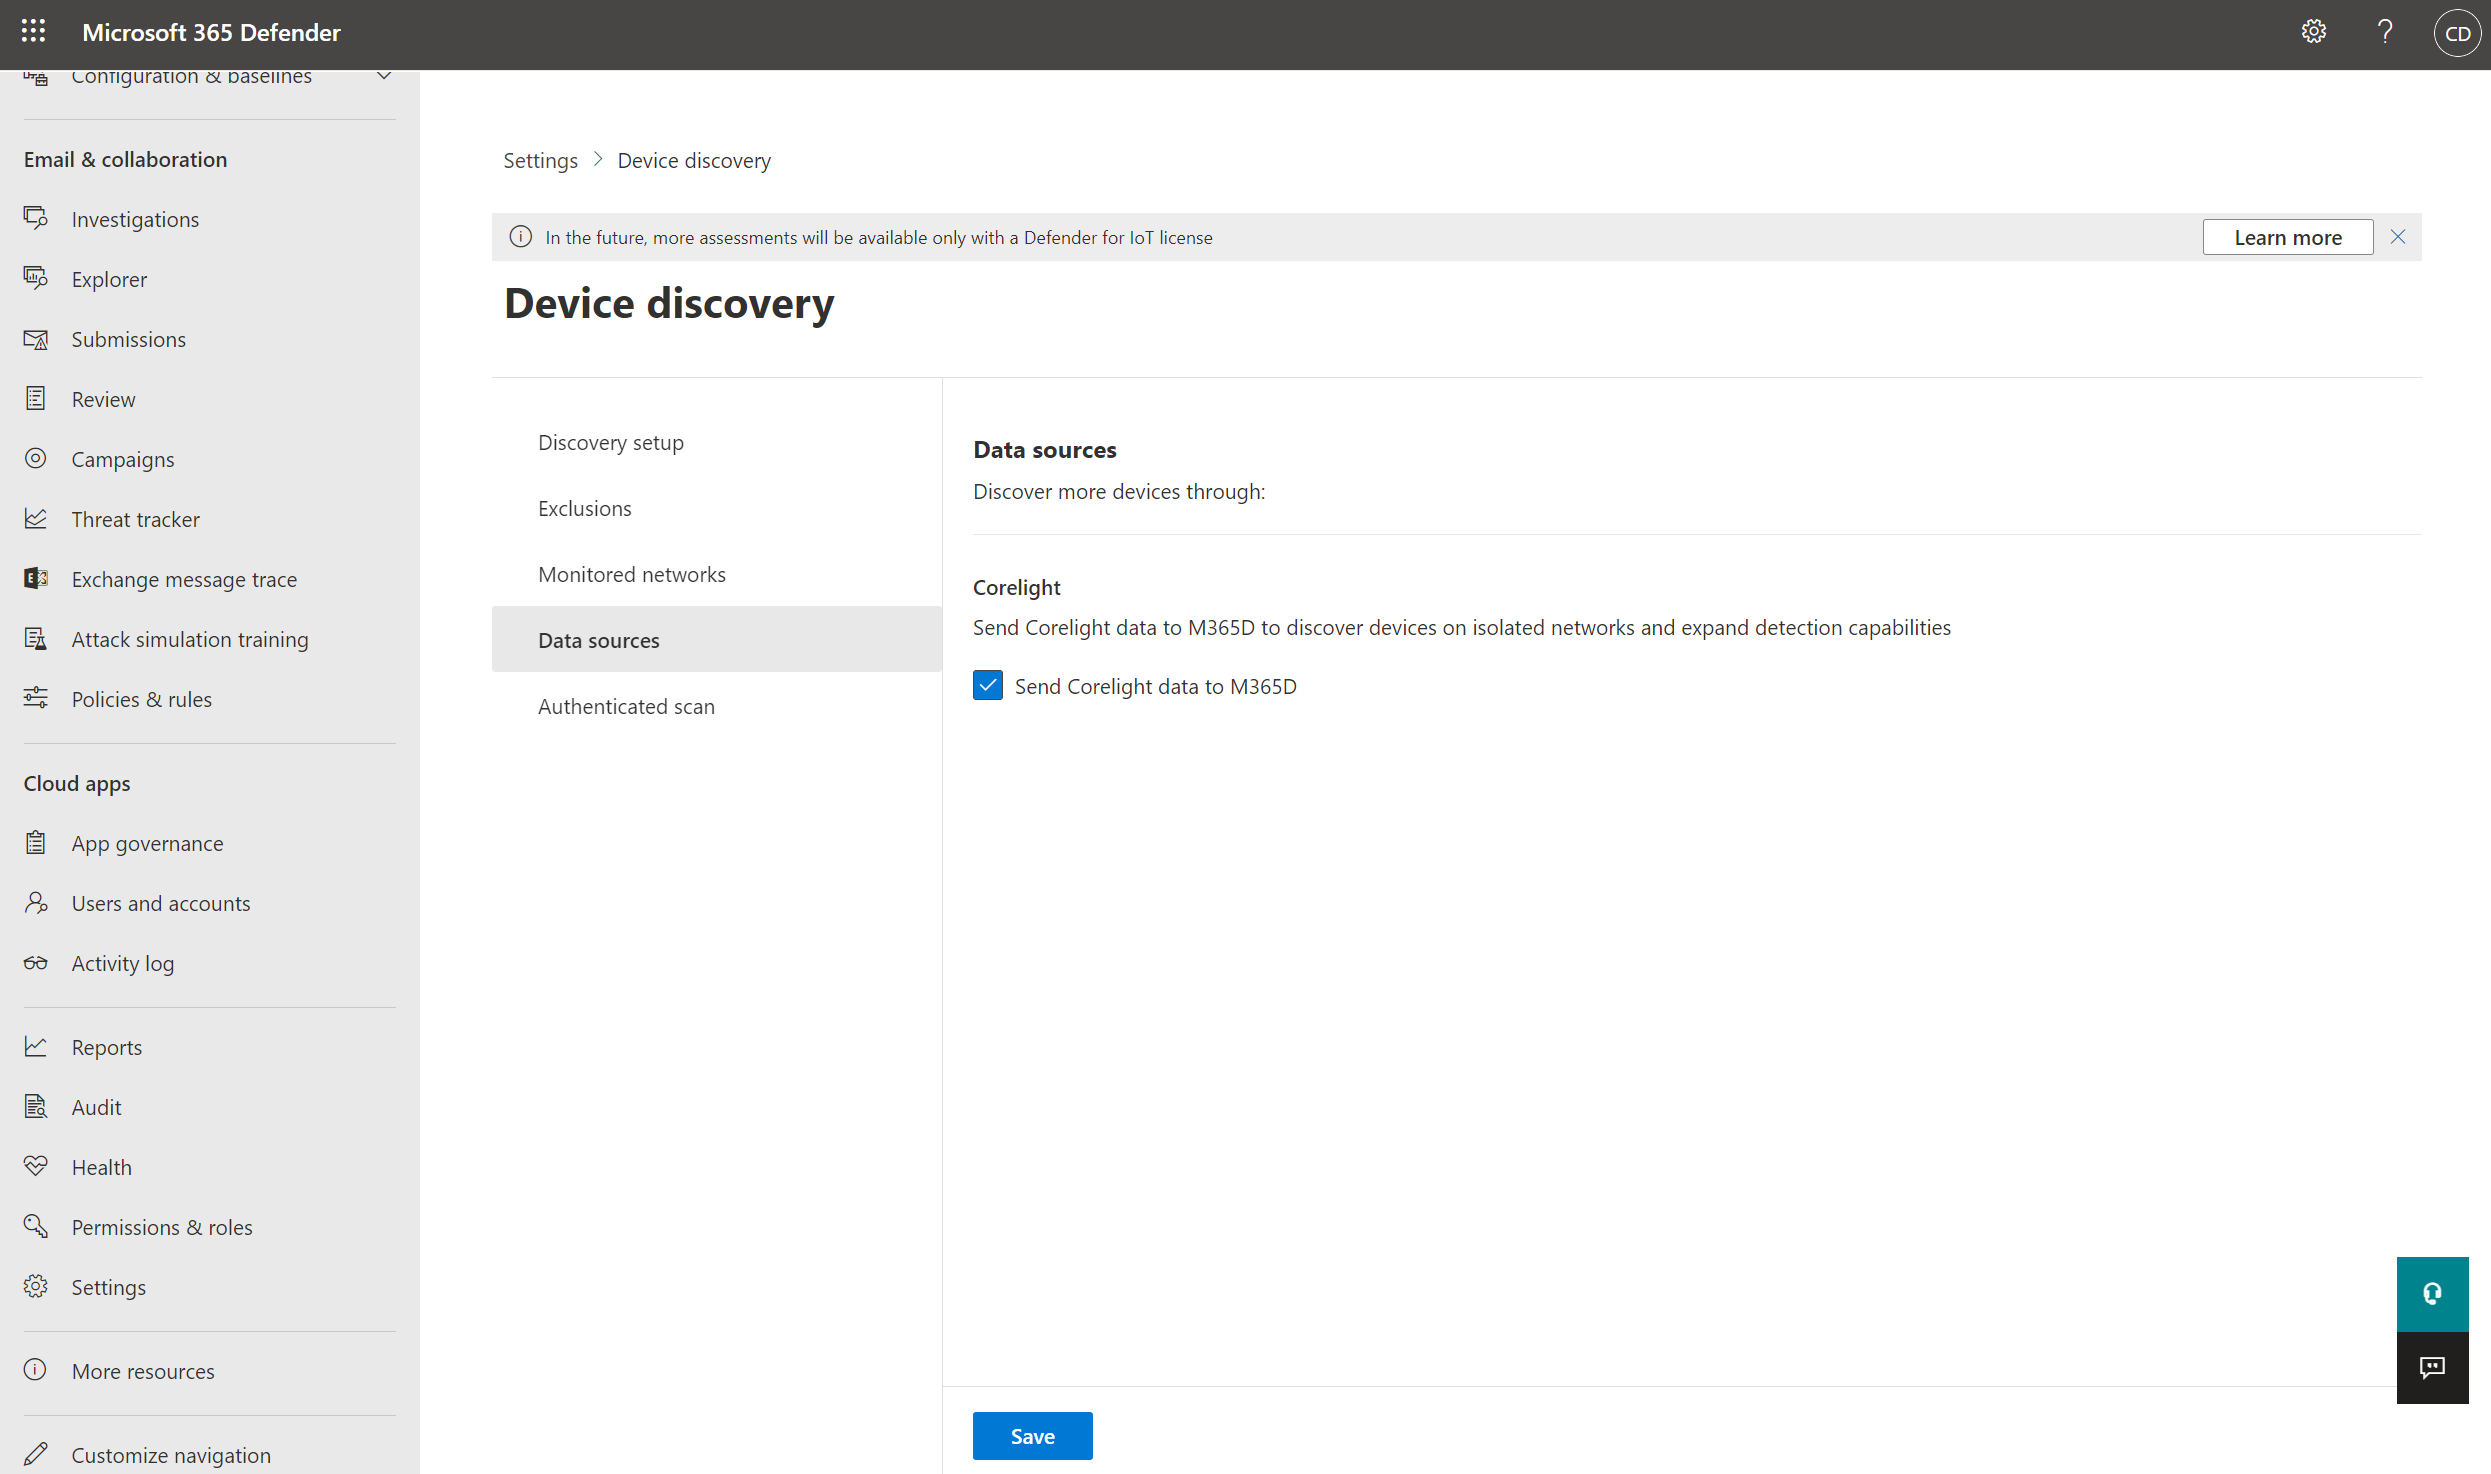 Microsoft 365 Defender
?
CD
Configuration & baselines
Email & collaboration
Investigations
Explorer
Submissions
Review
Campaigns
Threat tracker
Exchange message trace
Attack simulation training
Policies & rules
Cloud apps
App governance
Users and accounts
Activity log
Reports
Audit
Health
Permissions & roles
Settings
More resources
Customize navigation
Settings > Device discovery
In the future, more assessments will be available only with a Defender for IoT license
Learn more
Device discovery
Discovery setup
Exclusions
Monitored networks
Data sources
Authenticated scan
Data sources
Discover more devices through:
Corelight
Send Corelight data to M365D to discover devices on isolated networks and expand detection capabilities
Send Corelight data to M365D
Save